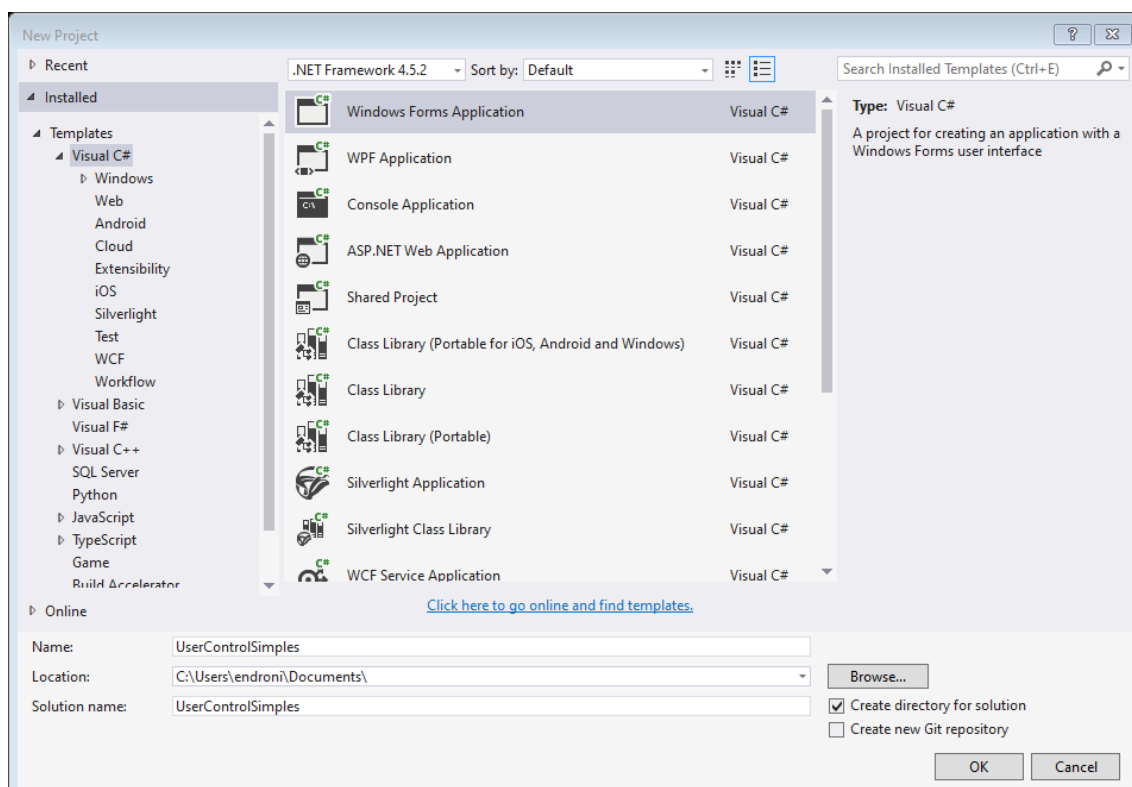 New Project
Recent
Installed
Templates
Visual C#
Windows
Web
Android
Cloud
Extensibility
iOS
Silverlight
Test
WCF
Workflow
Visual Basic
Visual F#
Visual C++
SQL Server
Python
JavaScript
TypeScript
Game
Build Accelerator
Online
.NET Framework 4.5.2 Sort by: Default
Windows Forms Application Visual C#
WPF Application Visual C#
Console Application Visual C#
ASP.NET Web Application Visual C#
Shared Project Visual C#
Class Library (Portable for iOS, Android and Windows) Visual C#
Class Library Visual C#
Class Library (Portable) Visual C#
Silverlight Application Visual C#
Silverlight Class Library Visual C#
WCF Service Application Visual C#
Click here to go online and find templates.
Search Installed Templates (Ctrl+E)
Type: Visual C#
A project for creating an application with a
Windows Forms user interface
Name: UserControlSimples
Location: C:\Users\endroni\Documents\
Solution name: UserControlSimples
Browse...
Create directory for solution
Create new Git repository
OK Cancel